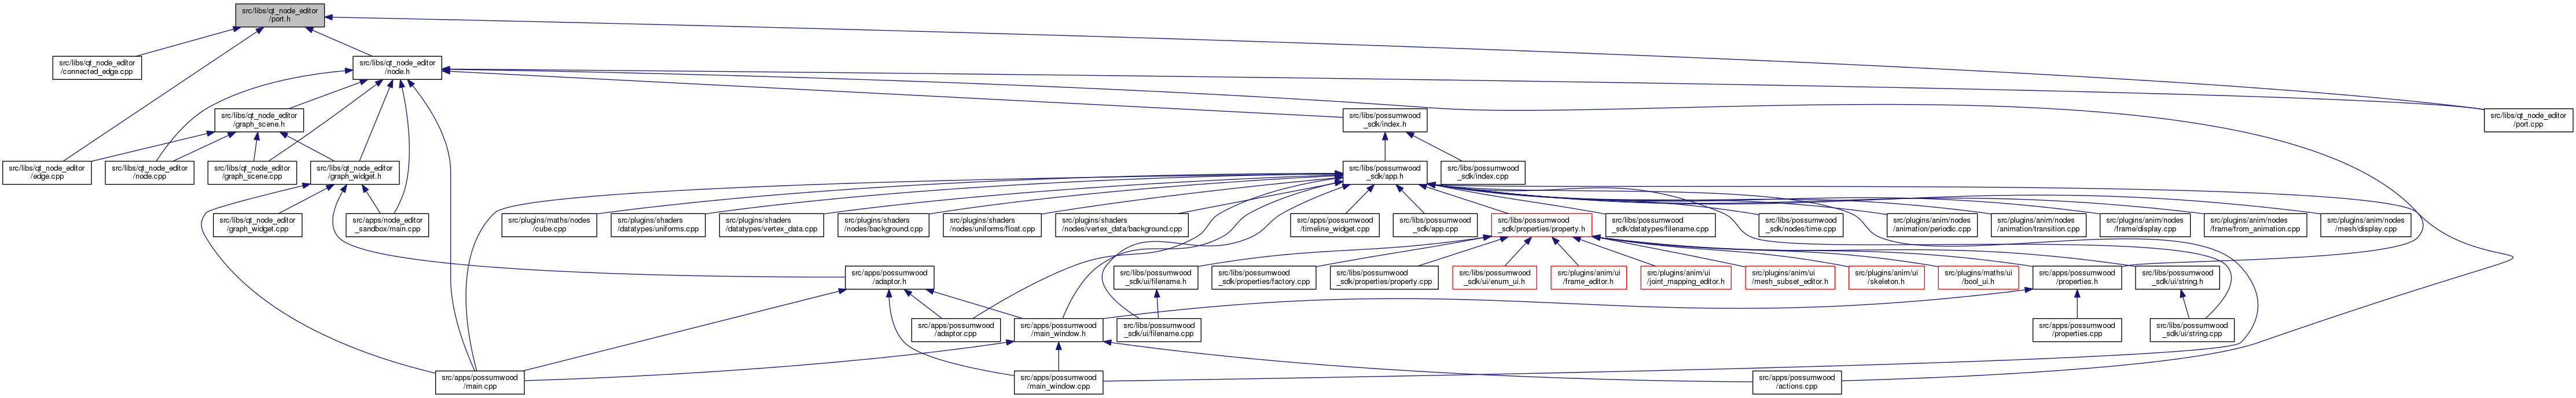 src/libs/qt_node_editor
/port.h
src/libs/qt_node_editor
/connected_edge.cpp
src/libs/qt_node_editor
/node.h
src/libs/qt_node_editor
/graph_scene.h
src/libs/possumwood
_sdk/index.h
src/libs/qt_node_editor
/port.cpp
src/libs/qt_node_editor
/edge.cpp
src/libs/qt_node_editor
/node.cpp
src/libs/qt_node_editor
/graph_scene.cpp
src/libs/qt_node_editor
/graph_widget.h
src/libs/possumwood
_sdk/app.h
src/libs/possumwood
_sdk/index.cpp
src/libs/qt_node_editor
/graph_widget.cpp
src/apps/node_editor
_sandbox/main.cpp
src/plugins/maths/nodes
/cube.cpp
src/plugins/shaders
/datatypes/uniforms.cpp
src/plugins/shaders
/datatypes/vertex_data.cpp
src/plugins/shaders
/nodes/background.cpp
src/plugins/shaders
/nodes/uniforms/float.cpp
src/plugins/shaders
/nodes/vertex_data/background.cpp
src/apps/possumwood
/timeline_widget.cpp
src/libs/possumwood
_sdk/app.cpp
src/libs/possumwood
_sdk/properties/property.h
src/libs/possumwood
_sdk/datatypes/filename.cpp
src/libs/possumwood
_sdk/nodes/time.cpp
src/plugins/anim/nodes
/animation/periodic.cpp
src/plugins/anim/nodes
/animation/transition.cpp
src/plugins/anim/nodes
/frame/display.cpp
src/plugins/anim/nodes
/frame/from_animation.cpp
src/plugins/anim/nodes
/mesh/display.cpp
src/apps/possumwood
/adaptor.h
src/libs/possumwood
_sdk/ui/filename.h
src/libs/possumwood
_sdk/properties/factory.cpp
src/libs/possumwood
_sdk/properties/property.cpp
src/libs/possumwood
_sdk/ui/enum_ui.h
src/plugins/anim/ui
/frame_editor.h
src/plugins/anim/ui
/joint_mapping_editor.h
src/plugins/anim/ui
/mesh_subset_editor.h
src/plugins/anim/ui
/skeleton.h
src/plugins/maths/ui
/bool_ui.h
src/apps/possumwood
/properties.h
src/libs/possumwood
_sdk/ui/string.h
src/apps/possumwood
/adaptor.cpp
src/apps/possumwood
/main_window.h
src/libs/possumwood
_sdk/ui/filename.cpp
src/apps/possumwood
/properties.cpp
src/libs/possumwood
_sdk/ui/string.cpp
src/apps/possumwood
/main.cpp
src/apps/possumwood
/main_window.cpp
src/apps/possumwood
/actions.cpp